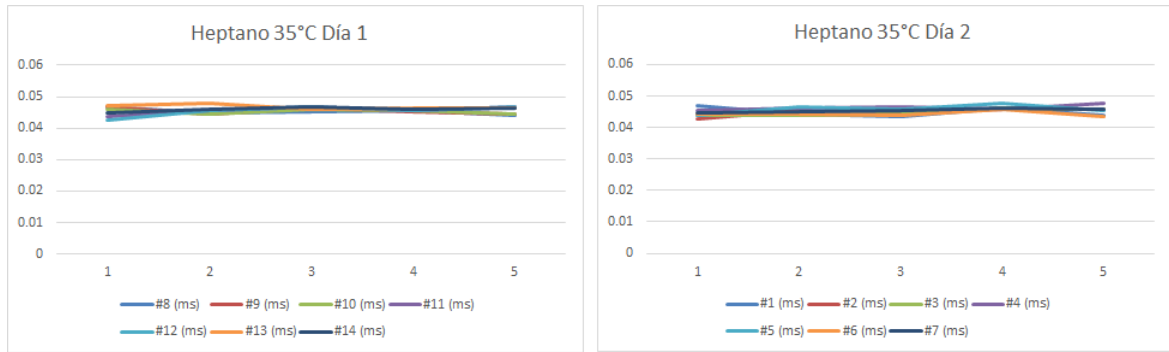 Heptano 35°C Día 1
0.06
0.05
0.04
0.03
0.02
0.01
0
1 2 3 4 5
#8 (ms) #9 (ms) #10 (ms) #11 (ms)
#12 (ms) #13 (ms) #14 (ms)
Heptano 35°C Día 2
0.06
0.05
0.04
0.03
0.02
0.01
0
1 2 3 4 5
#1 (ms) #2 (ms) #3 (ms) #4 (ms)
#5 (ms) #6 (ms) #7 (ms)